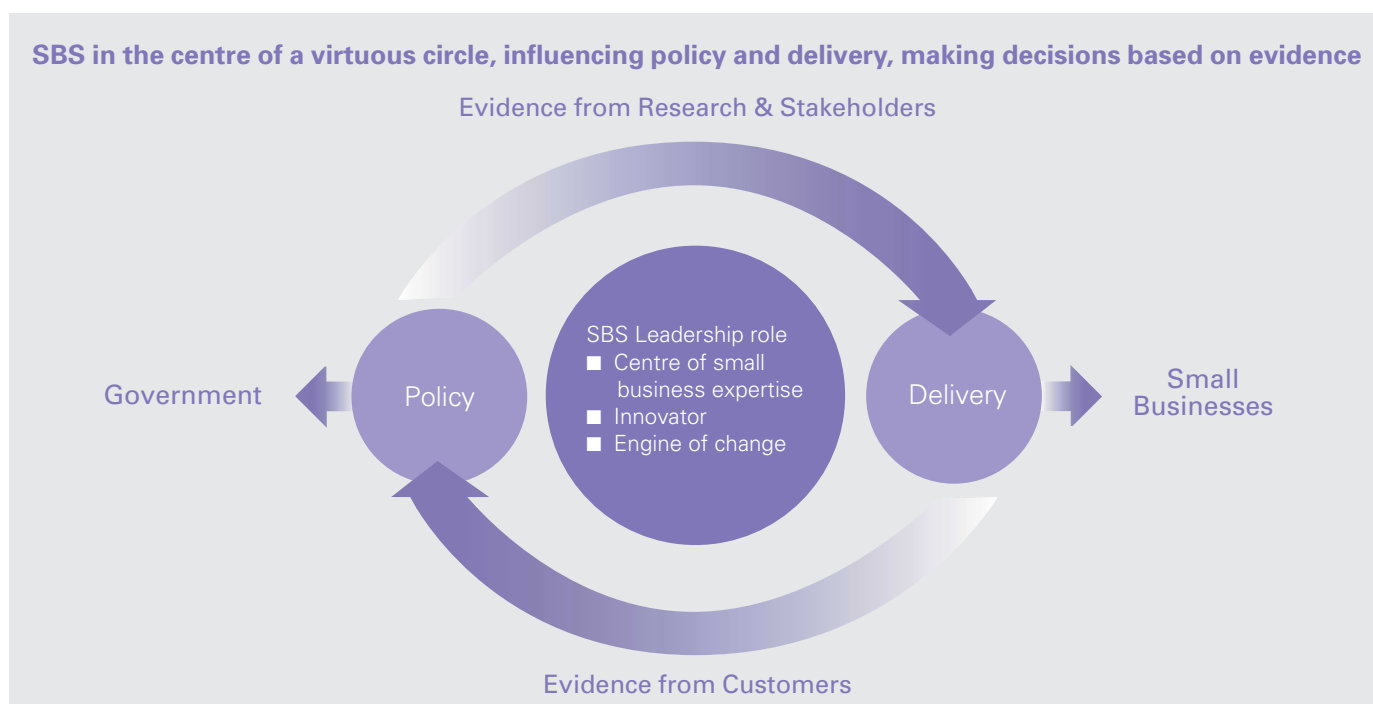 SBS in the centre of a virtuous circle, influencing policy and delivery, making decisions based on evidence
Evidence from Research & Stakeholders
SBS Leadership role
■ Centre of small
business expertise
■ Innovator
■ Engine of change
Government
Policy
Delivery
Small
Businesses
Evidence from Customers